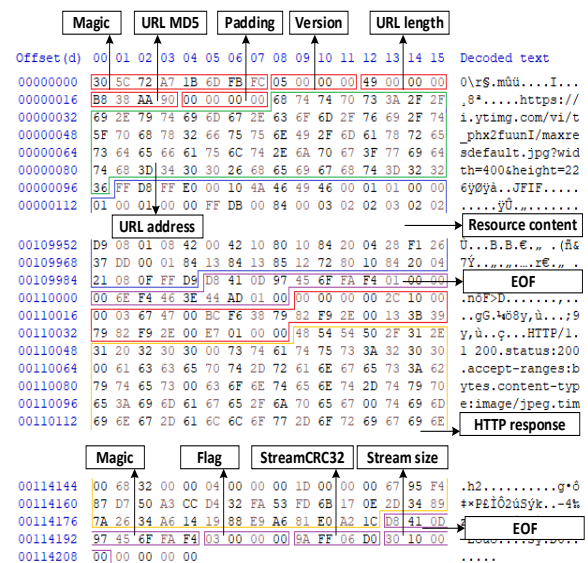 Magic URL MD5 Padding Version URL length
Offset(d) 00 01 02 03 04 05 06 07 08 09 10 11 12 13 14 15 Decoded text
00000000 30 5C 72 A7 1B 6D FB FC 05 00 00 00 49 00 00 00 0\r§.mûü....I...
00000016 B8 38 AA 90 00 00 00 00 68 74 74 70 73 3A 2F 2F ¸8ª.....https://
00000032 69 2E 79 74 69 6D 67 2E 63 6F 6D 2F 76 69 2F 74 i.ytimg.com/vi/t
00000048 5F 70 68 78 32 66 75 75 6E 49 2F 6D 61 78 72 65 _phx2fuunI/maxre
00000064 73 64 65 66 61 75 6C 74 2E 6A 70 67 3F 77 69 64 sdefault.jpg?wid
00000080 74 68 3D 34 30 30 26 68 65 69 67 68 74 3D 32 32 th=400&height=22
00000096 36 FF D8 FF E0 00 10 4A 46 49 46 00 01 01 00 00 6ÿØÿà..JFIF.....
00000112 01 00 01 00 00 FF DB 00 84 00 03 02 02 03 02 02 .....ÿÛ.„.......
URL address Resource content
00109952 D9 08 01 08 42 00 42 10 80 10 84 20 04 28 F1 26 Ù...B.B.€.„ .(ñ&
00109968 37 DD 00 01 84 13 84 13 85 12 72 80 10 84 20 04 7Ý..„.„.….r€.„ .
00109984 21 08 0F FF D9 D8 41 0D 97 45 6F FA F4 01 00 00 EOF
00110000 00 6E F4 46 3E 44 AD 01 00 00 00 00 00 2C 10 00 .nôF>D.......,..
00110016 00 03 67 47 00 BC F6 38 79 82 F9 2E 00 13 3B 39 ..gG.¼ö8y‚ù...;9
00110032 79 82 F9 2E 00 E7 01 00 00 48 54 54 50 2F 31 2E y‚ù..ç...HTTP/1.
00110048 31 20 32 30 30 00 73 74 61 74 75 73 3A 32 30 30 1 200.status:200
00110064 00 61 63 63 65 70 74 2D 72 61 6E 67 65 73 3A 62 .accept-ranges:b
00110080 79 74 65 73 00 63 6F 6E 74 65 6E 74 2D 74 79 70 ytes.content-typ
00110096 65 3A 69 6D 61 67 65 2F 6A 70 65 67 00 74 69 6D e:image/jpeg.tim
00110112 69 6E 67 2D 61 6C 6C 6F 77 2D 6F 72 69 67 69 6E
HTTP response
Magic Flag StreamCRC32 Stream size
00114144 00 68 32 00 00 04 00 00 00 00 1D 00 00 67 95 F4 .h2..........g•ô
00114160 87 D7 50 A3 CC D4 32 FA 53 FD 6B 17 0E 2D 34 89 ‡×P£ÌÔ2úSýk..-4‰
00114176 7A 26 34 A6 14 19 88 E9 A6 81 E0 A2 1C D8 41 0D EOF
00114192 97 45 6F FA F4 03 00 00 00 9A FF 06 D0 30 10 00
00114208 00 00 00 00 00 .....